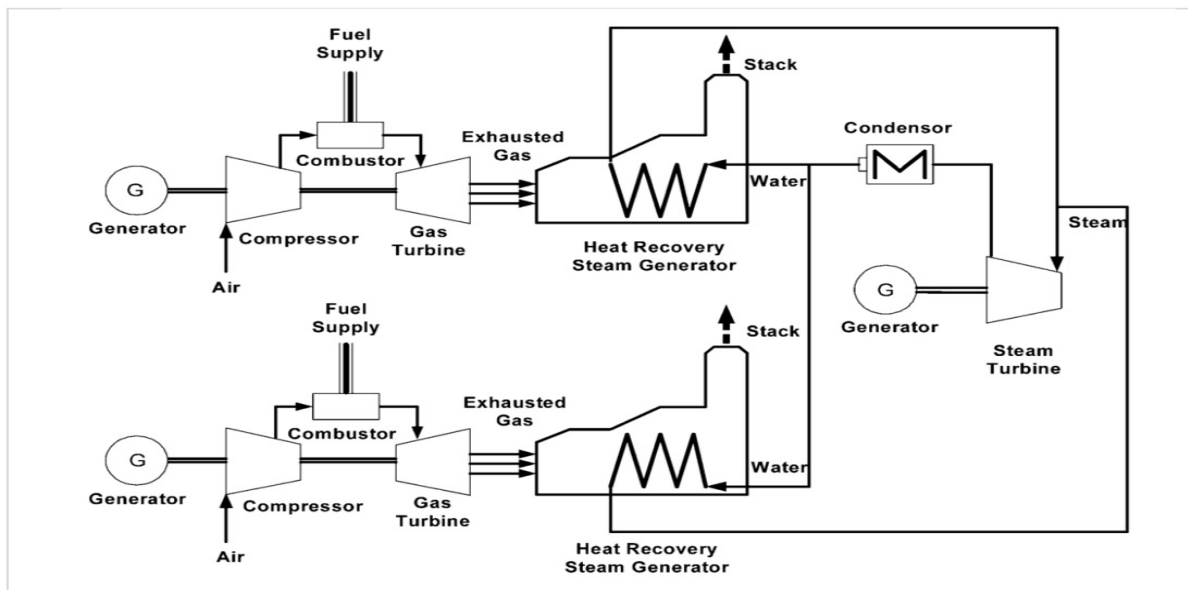 Fuel
Supply
Stack
Exhausted
Gas
Condensor
Combustor
Water
G
Generator
Compressor
Gas
Turbine
Heat Recovery
Steam Generator
Steam
Air
G
Generator
Steam
Turbine
Fuel
Supply
Stack
Exhausted
Gas
Combustor
Water
G
Generator
Compressor
Gas
Turbine
Heat Recovery
Steam Generator
Air